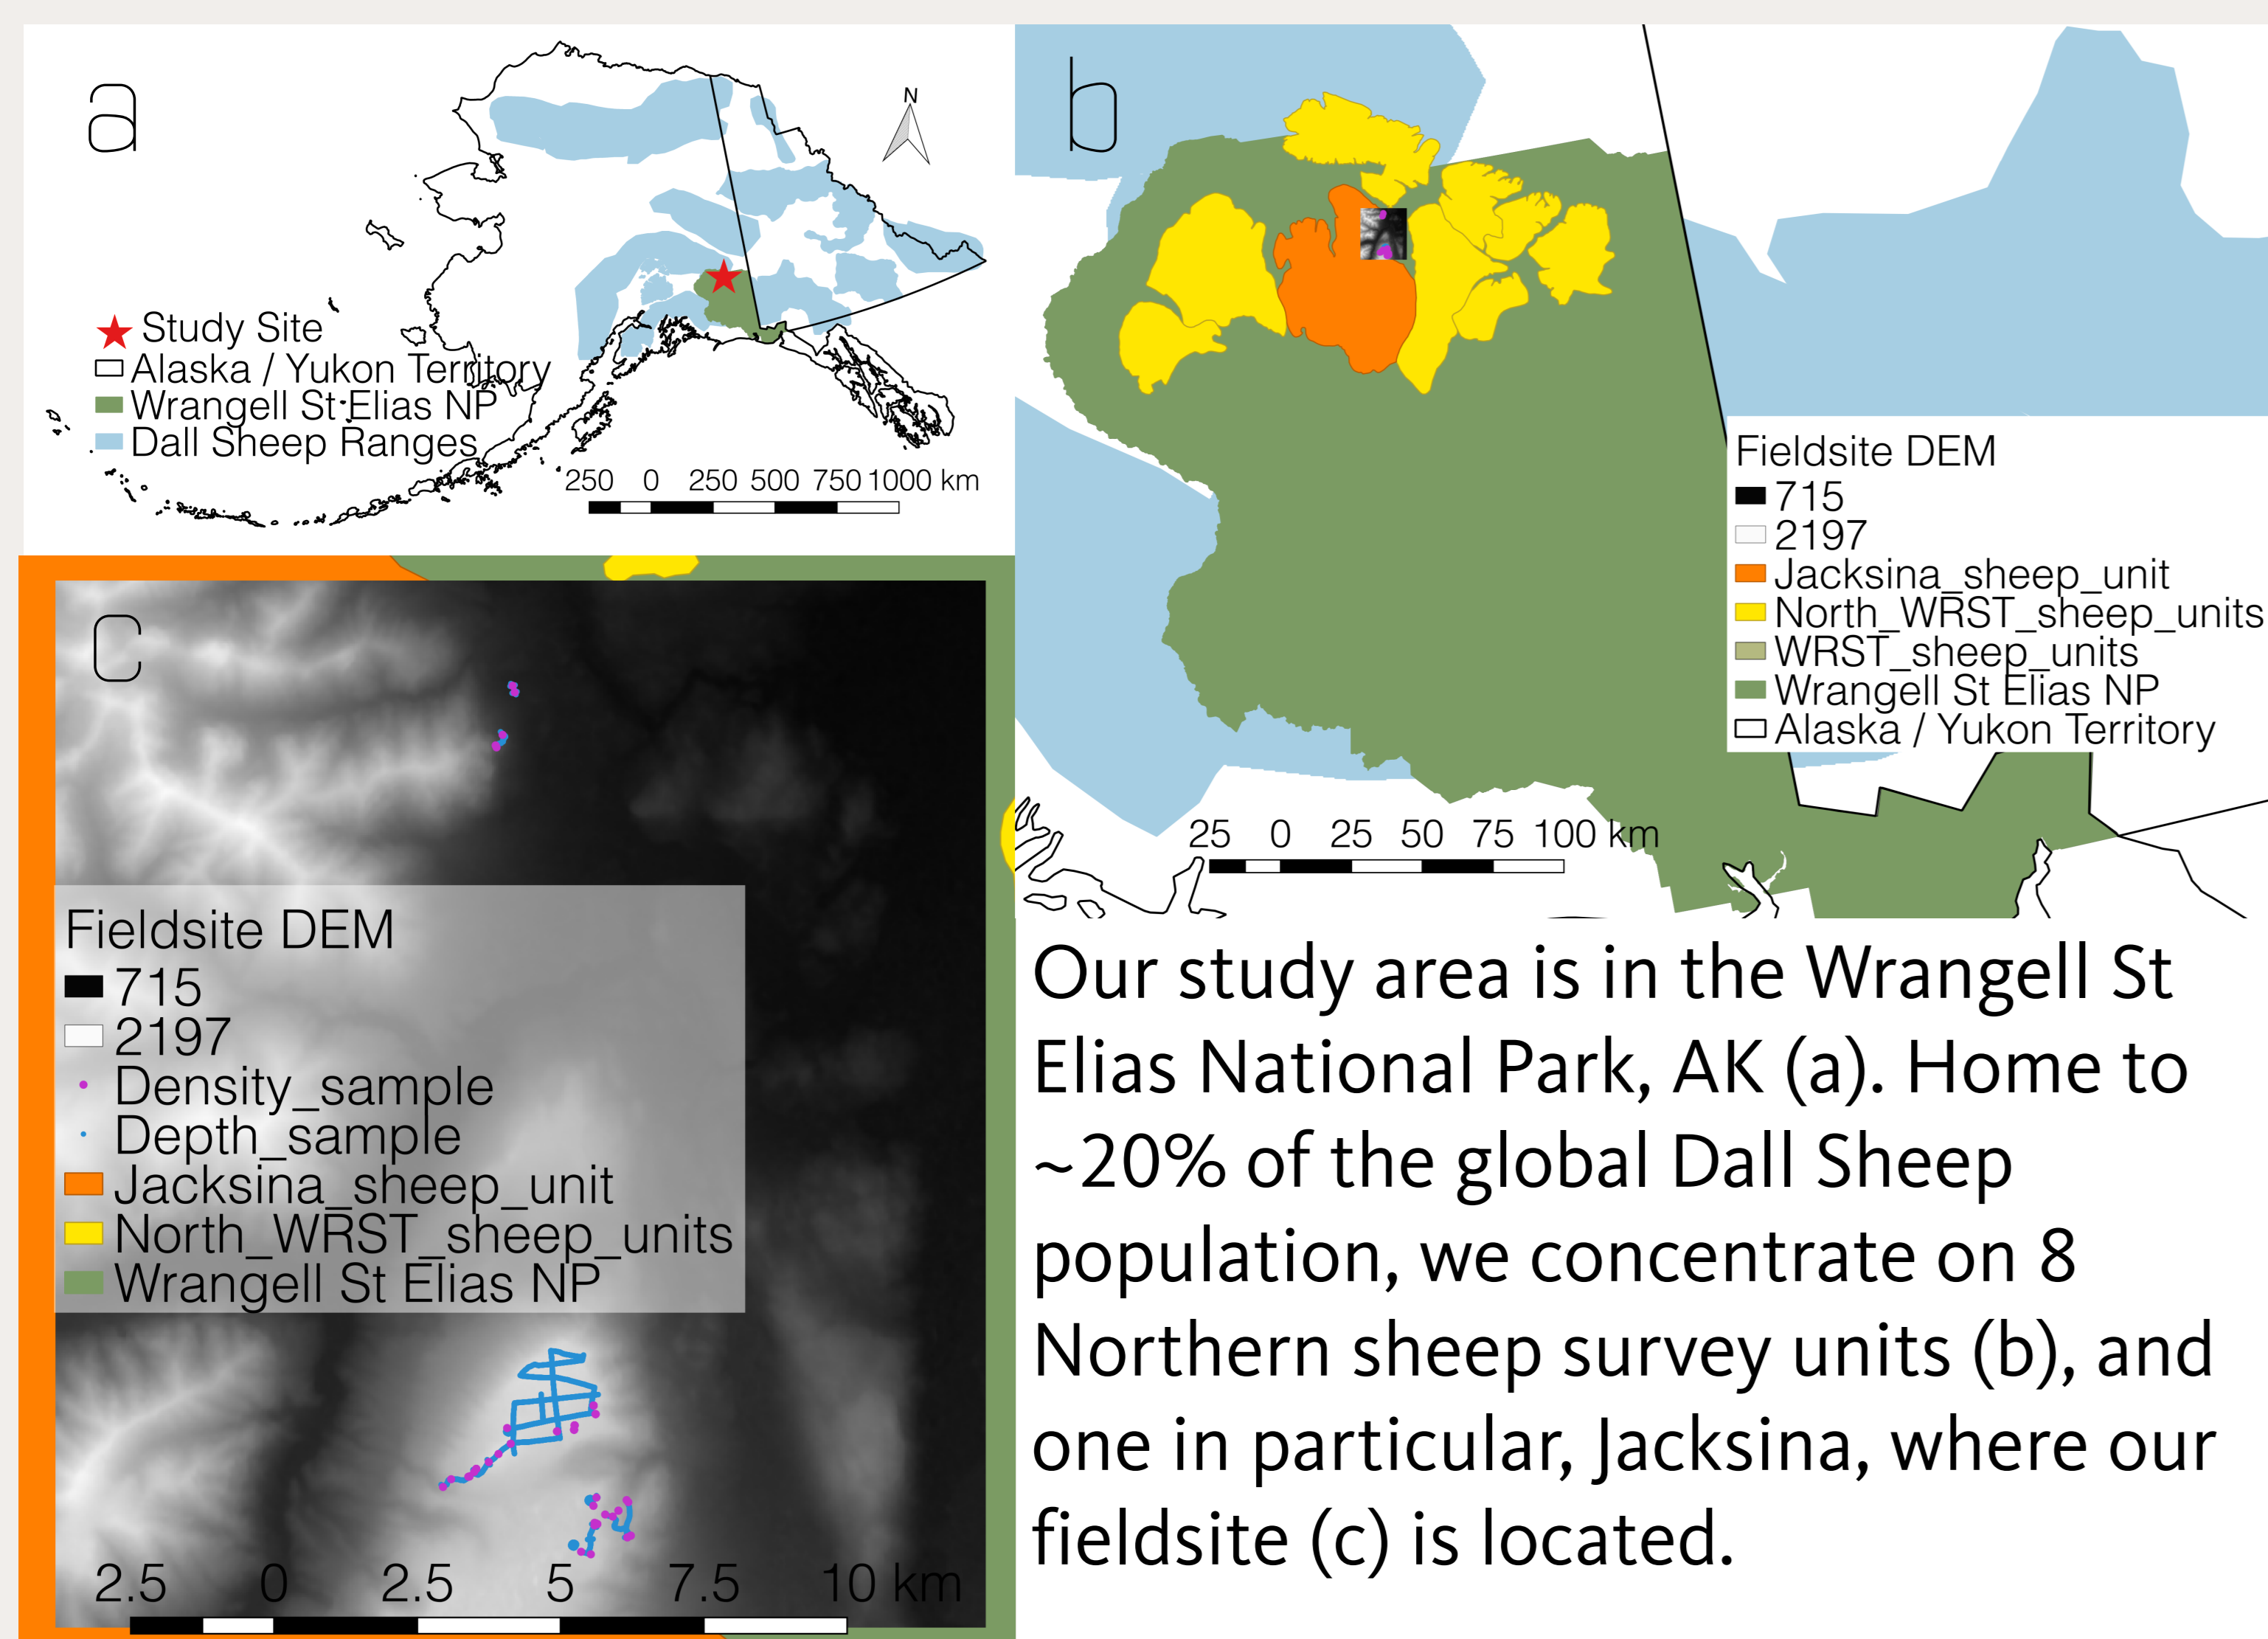 a
N
Study Site
Alaska / Yukon Territory
Wrangell St Elias NP
Dall Sheep Ranges
250 0 250 500 750 1000 km
b
Fieldsite DEM
715
2197
Jacksina_sheep_unit
North_WRST_sheep_units
WRST_sheep_units
Wrangell St Elias NP
Alaska / Yukon Territory
25 0 25 50 75 100 km
c
Fieldsite DEM
715
2197
Density_sample
Depth_sample
Jacksina_sheep_unit
North_WRST_sheep_units
Wrangell St Elias NP
2.5 0 2.5 5 7.5 10 km
Our study area is in the Wrangell St
Elias National Park, AK (a). Home to
~20% of the global Dall Sheep
population, we concentrate on 8
Northern sheep survey units (b), and
one in particular, Jacksina, where our
fieldsite (c) is located.